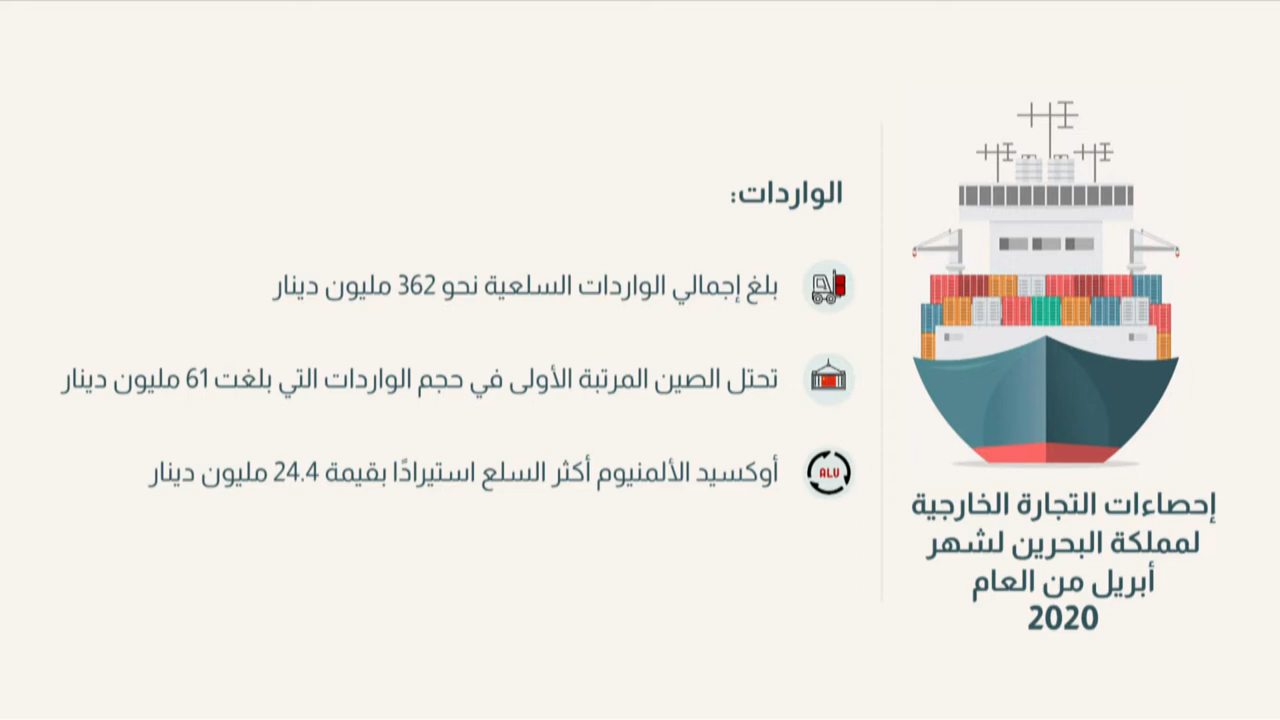 الواردات:
بلغ إجمالي الواردات السلعية نحو 362 مليون دينار
تحتل الصين المرتبة الأولى في حجم الواردات التي بلغت 61 مليون دينار
ALU
أوكسيد الألمنيوم أكثر السلع استيرادًا بقيمة 24.4 مليون دينار
إحصاءات التجارة الخارجية
لمملكة البحرين لشهر
أبريل من العام
2020